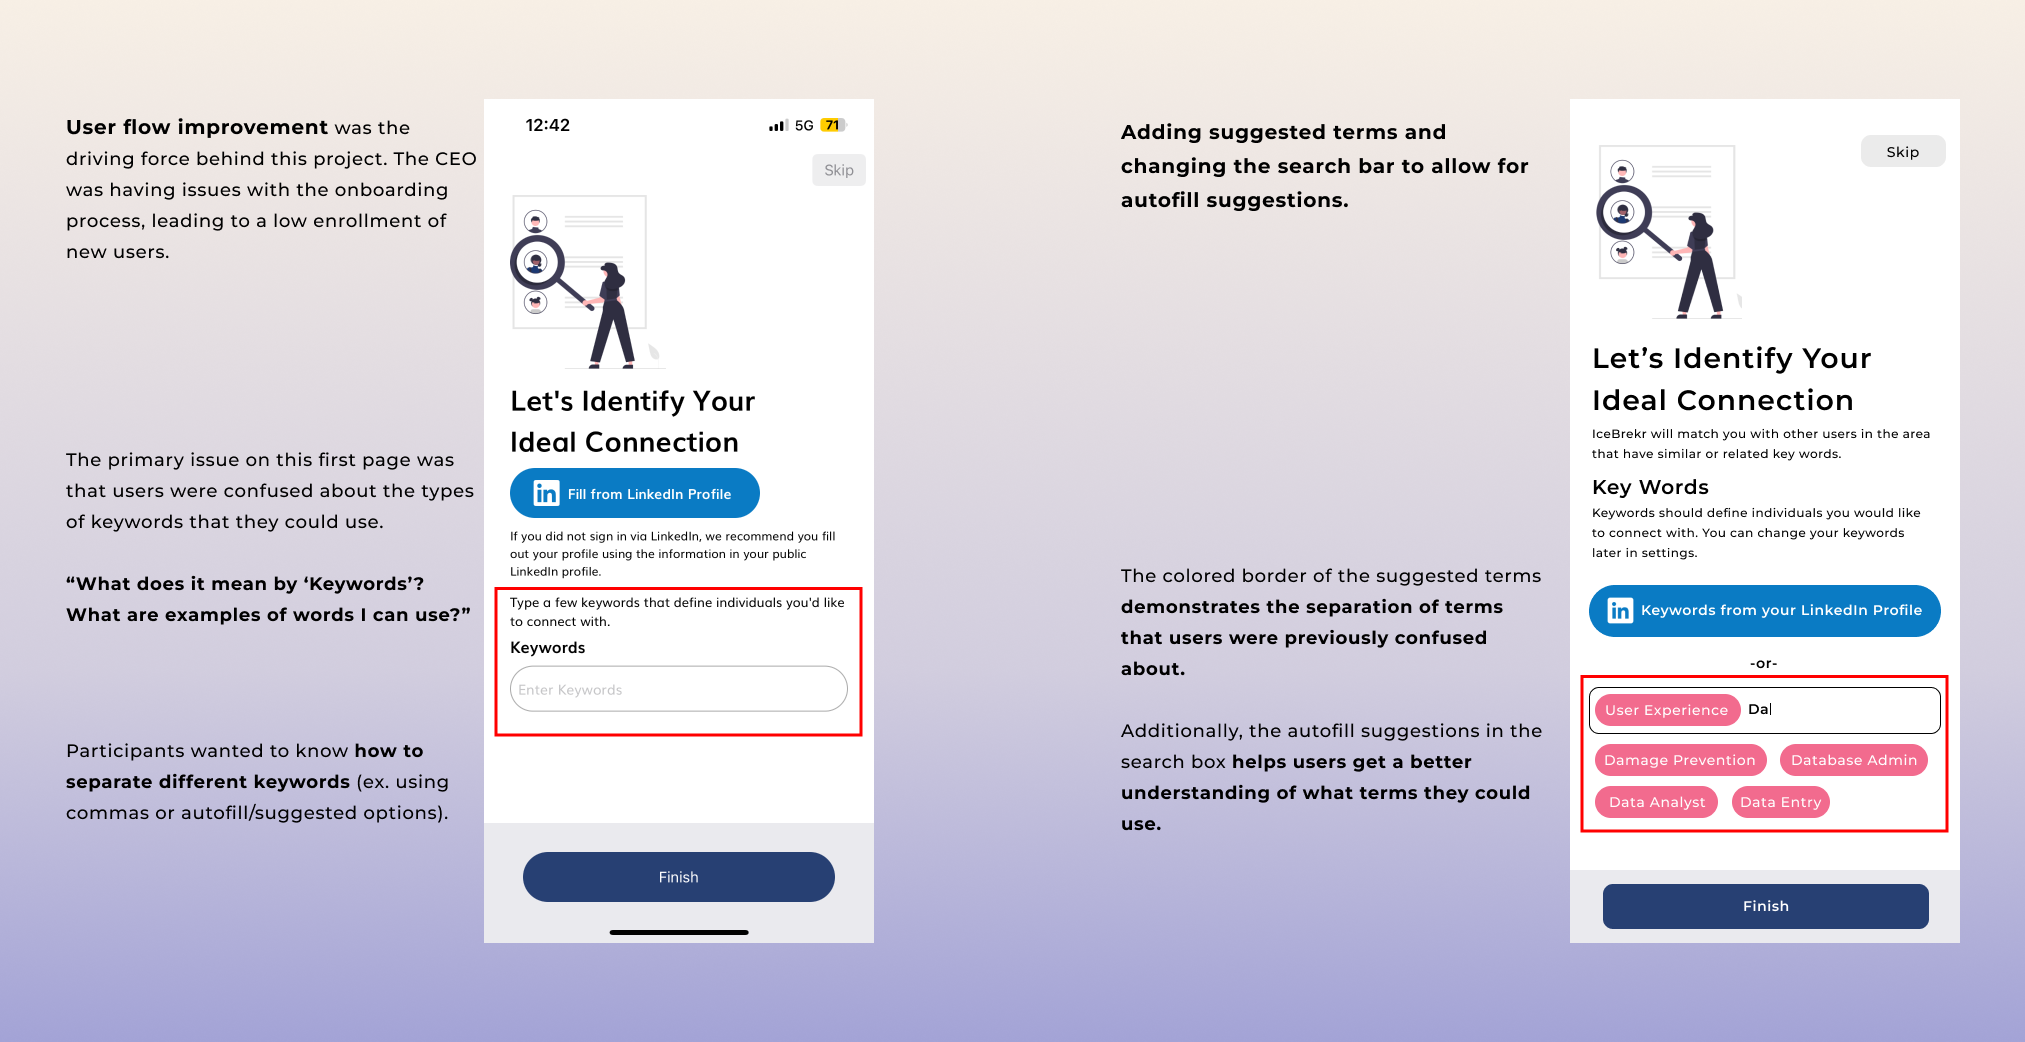 User flow improvement was the
driving force behind this project. The CEO
was having issues with the onboarding
process, leading to a low enrollment of
new users.
The primary issue on this first page was
that users were confused about the types
of keywords that they could use.
“What does it mean by ‘Keywords’?
What are examples of words I can use?”
Participants wanted to know how to
separate different keywords (ex. using
commas or autofill/suggested options).
12:42
5G 71
Skip
Let's Identify Your
Ideal Connection
in Fill from LinkedIn Profile
If you did not sign in via LinkedIn, we recommend you fill
out your profile using the information in your public
LinkedIn profile.
Type a few keywords that define individuals you'd like
to connect with.
Keywords
Enter Keywords
Finish
Adding suggested terms and
changing the search bar to allow for
autofill suggestions.
The colored border of the suggested terms
demonstrates the separation of terms
that users were previously confused
about.
Additionally, the autofill suggestions in the
search box helps users get a better
understanding of what terms they could
use.
Skip
Let’s Identify Your
Ideal Connection
IceBrekr will match you with other users in the area
that have similar or related key words.
Key Words
Keywords should define individuals you would like
to connect with. You can change your keywords
later in settings.
in Keywords from your LinkedIn Profile
-or-
User Experience Da
Damage Prevention Database Admin
Data Analyst Data Entry
Finish